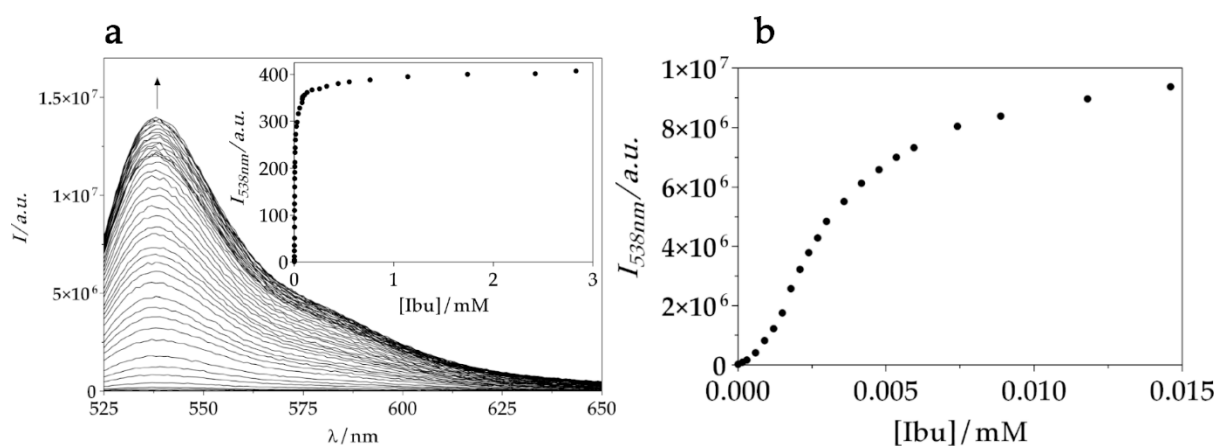 a
I/a.u.
1.5×10⁷
1×10⁷
5×10⁶
0
525 550 575 600 625 650
λ/nm
I538nm/a.u.
400
300
200
100
0
0 1 2 3
[Ibu]/mM
b
I538nm/a.u.
1×10⁷
8×10⁶
6×10⁶
4×10⁶
2×10⁶
0
0.000 0.005 0.010 0.015
[Ibu]/mM